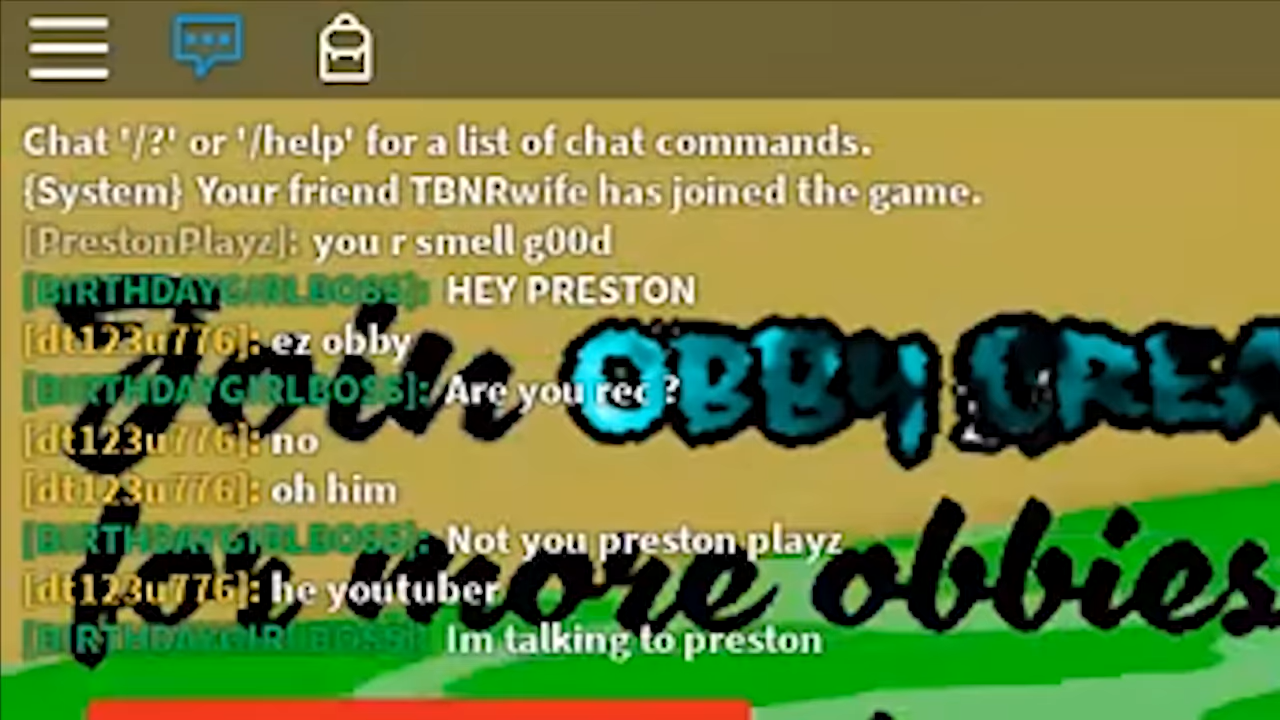 Chat '/?' or '/help' for a list of chat commands.
{System} Your friend TBNRwife has joined the game.
[PrestonPlayz]: you r smell g00d
[BIRTHDAYGIRLBOSS]: HEY PRESTON
[dt123u776]: ez obby
[BIRTHDAYGIRLBOSS]: Are you rec ?
[dt123u776]: no
[dt123u776]: oh him
[BIRTHDAYGIRLBOSS]: Not you preston playz
[dt123u776]: he youtuber
[BIRTHDAYGIRLBOSS]: Im talking to preston
Join OBBY CREA
for more obbies